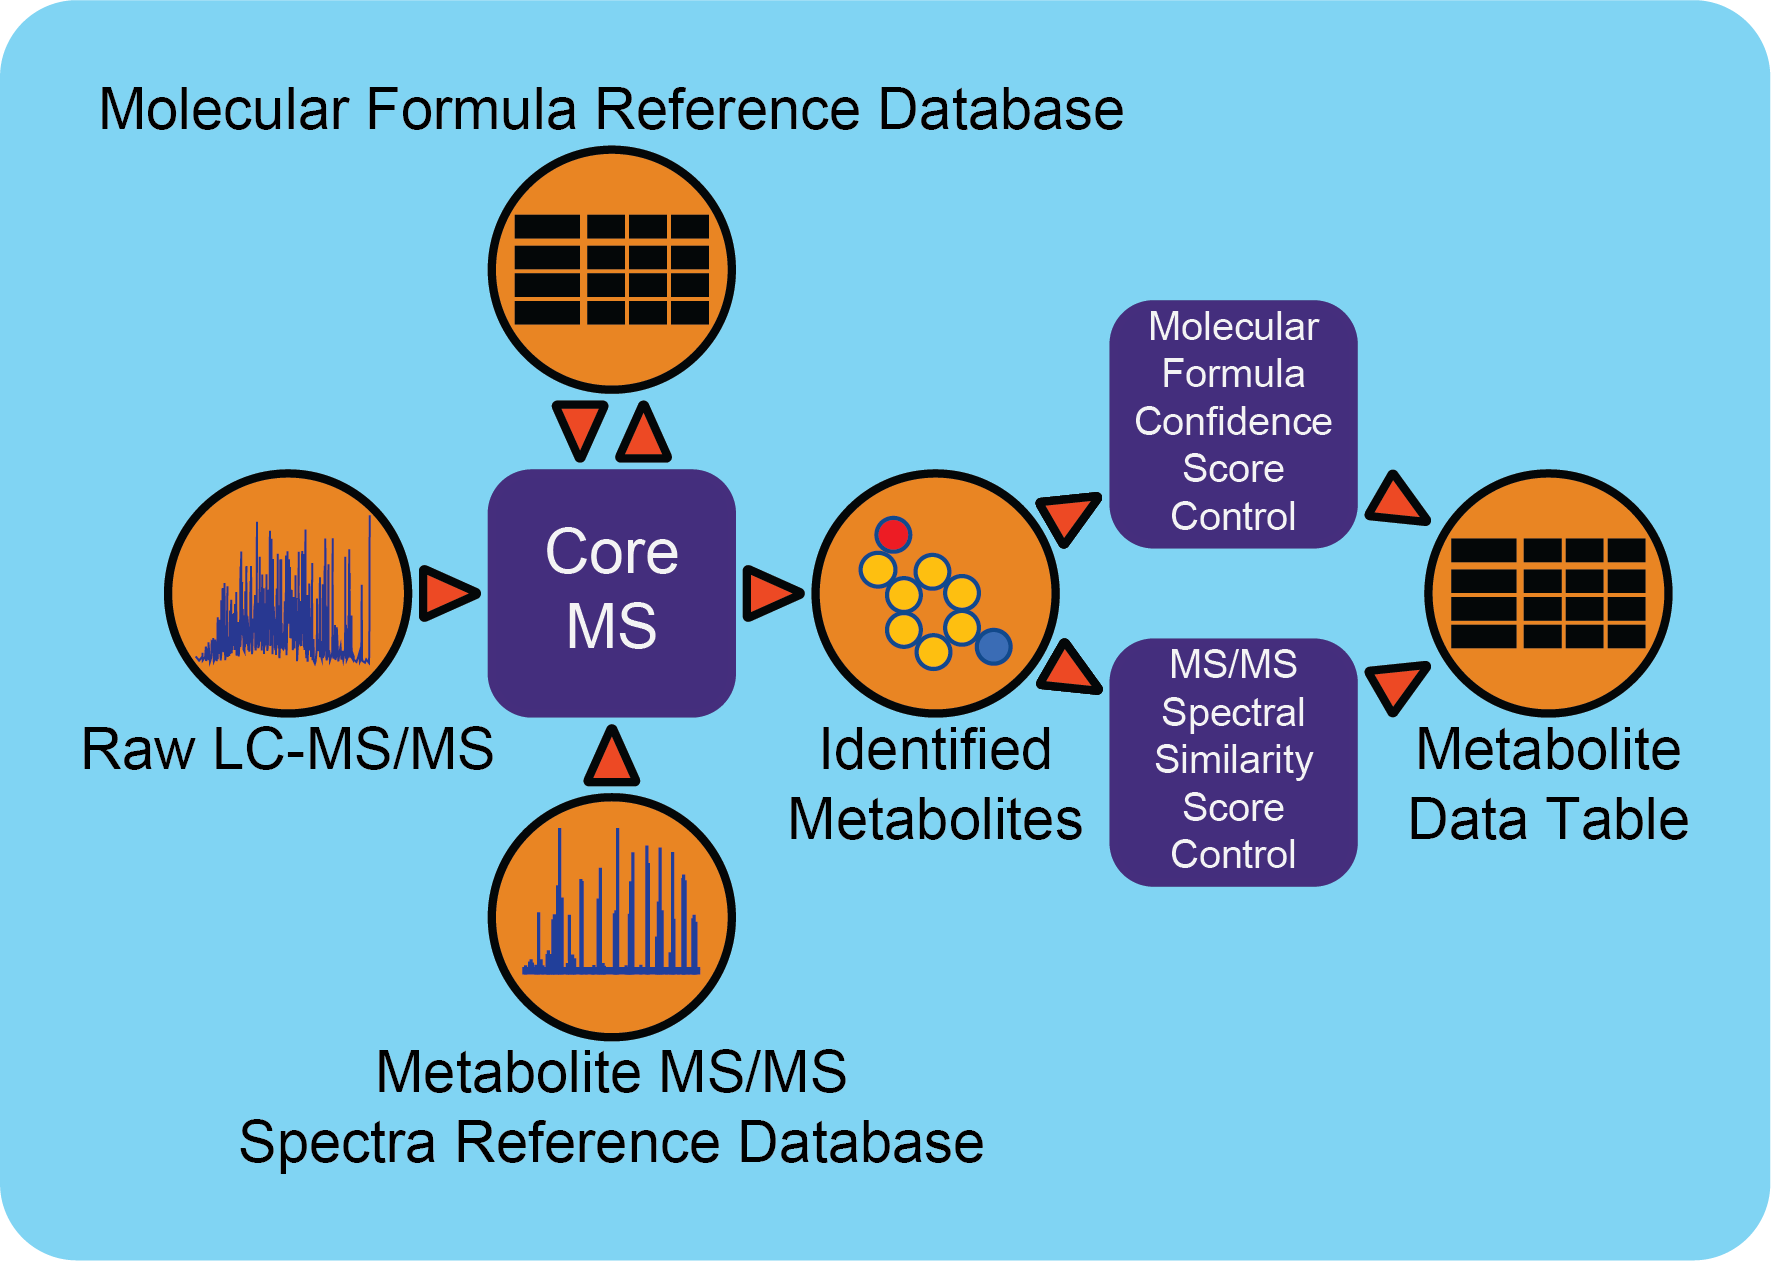 Molecular Formula Reference Database
Molecular
Formula
Confidence
Score
Control
Core
MS
Raw LC-MS/MS
Identified
Metabolites
MS/MS
Spectral
Similarity
Score
Control
Metabolite
Data Table
Metabolite MS/MS
Spectra Reference Database